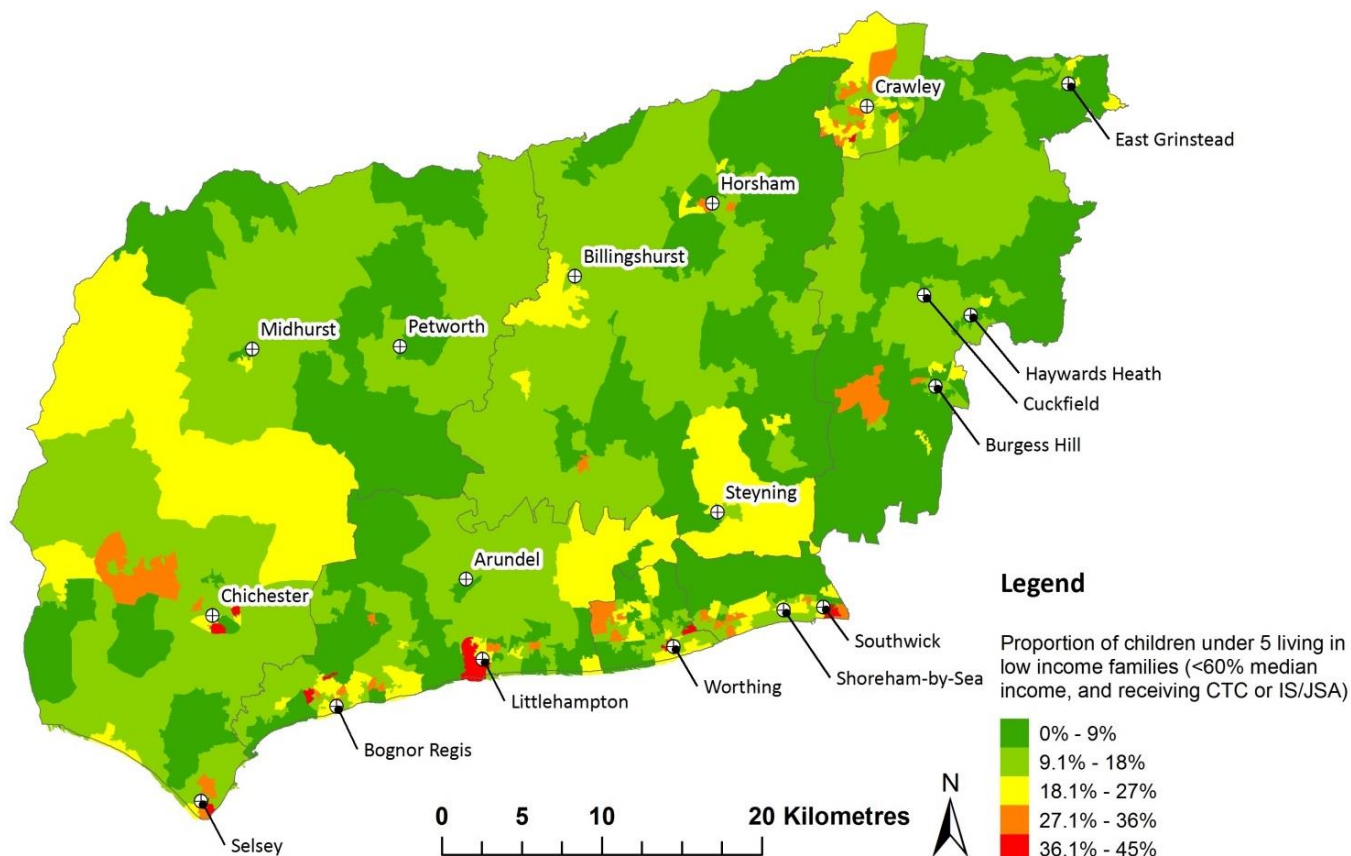 Crawley
East Grinstead
Horsham
Billingshurst
Midhurst
Petworth
Haywards Heath
Cuckfield
Burgess Hill
Steyning
Arundel
Chichester
Southwick
Shoreham-by-Sea
Worthing
Littlehampton
Bognor Regis
Selsey
Legend
Proportion of children under 5 living in
low income families (<60% median
income, and receiving CTC or IS/JSA)
0% - 9%
9.1% - 18%
18.1% - 27%
27.1% - 36%
36.1% - 45%
N
0 5 10 20 Kilometres